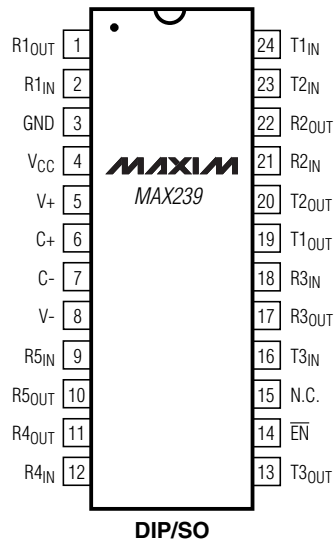 R1OUT 1 24 T1IN
R1IN 2 23 T2IN
GND 3 22 R2OUT
VCC 4 MAXIM 21 R2IN
V+ 5 MAX239 20 T2OUT
C+ 6 19 T1OUT
C- 7 18 R3IN
V- 8 17 R3OUT
R5IN 9 16 T3IN
R5OUT 10 15 N.C.
R4OUT 11 14 E̅N̅
R4IN 12 13 T3OUT
DIP/SO